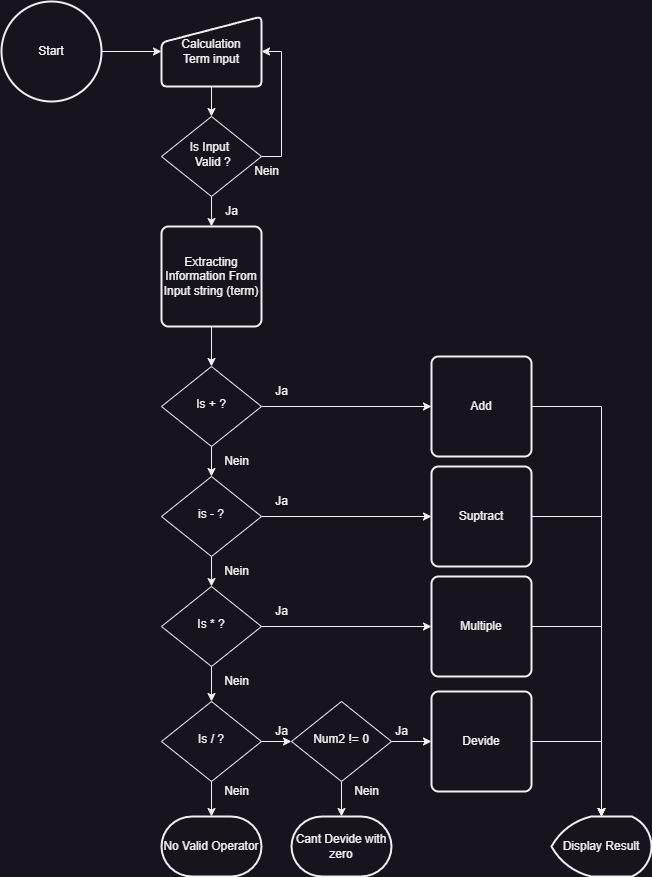 Start
Calculation
Term input
Is Input
Valid ?
Nein
Ja
Extracting
Information From
Input string (term)
Is + ?
Ja
Add
Nein
is - ?
Ja
Suptract
Nein
Is * ?
Ja
Multiple
Nein
Is / ?
Ja
Num2 != 0
Ja
Devide
Nein
Nein
No Valid Operator
Cant Devide with
zero
Display Result